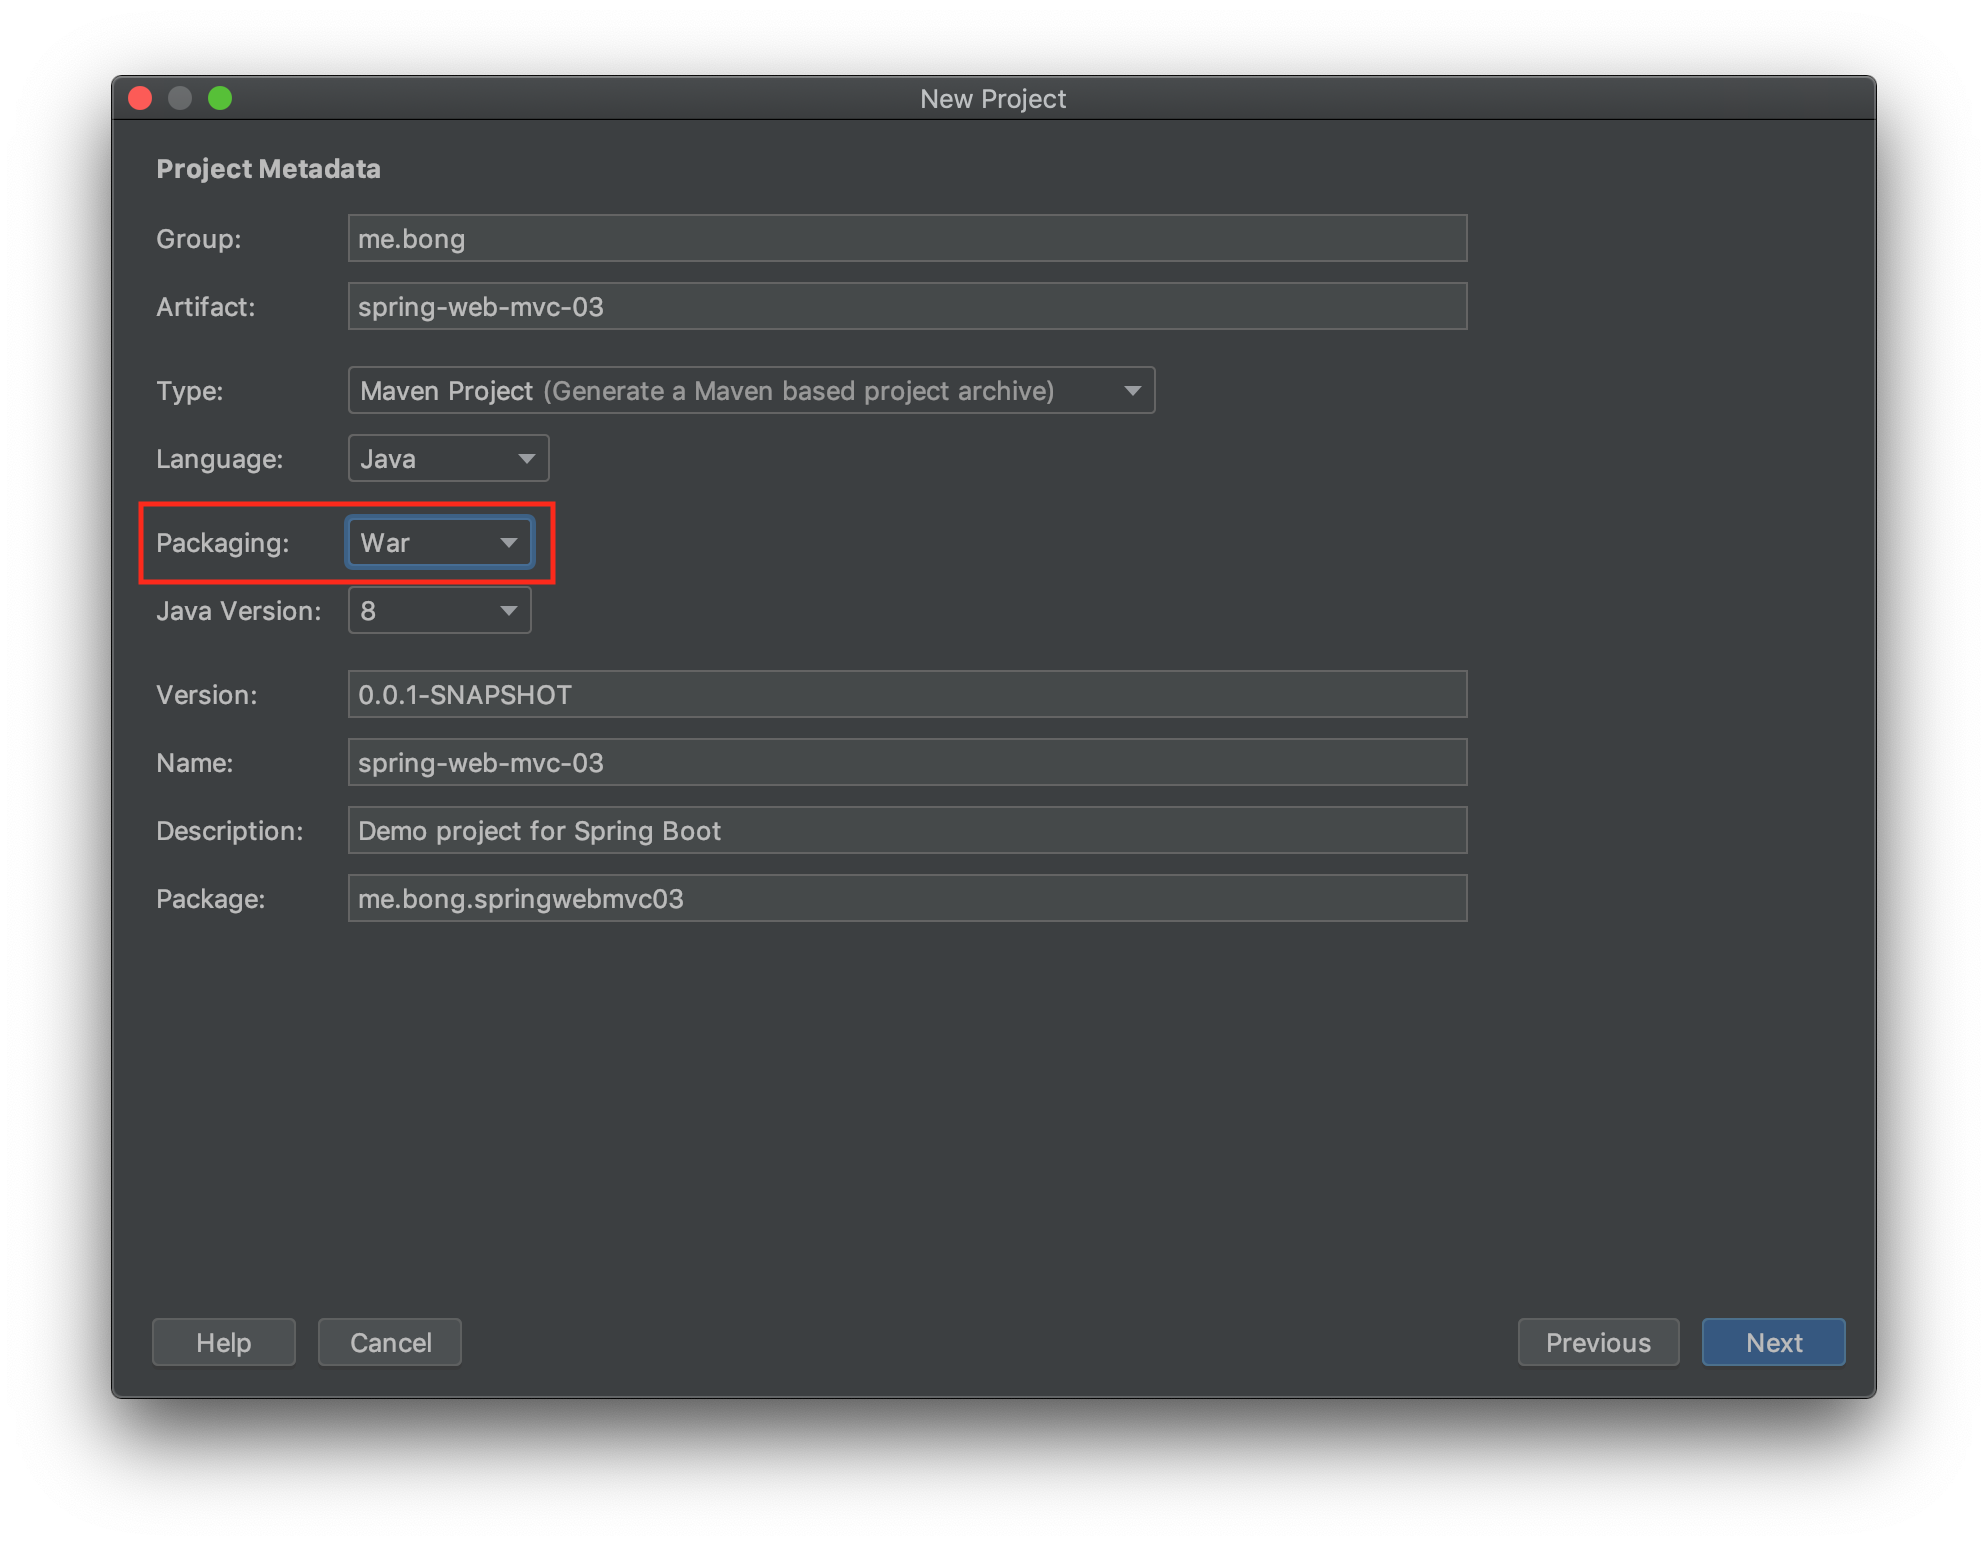 New Project
Project Metadata
Group: me.bong
Artifact: spring-web-mvc-03
Type: Maven Project (Generate a Maven based project archive)
Language: Java
Packaging: War
Java Version: 8
Version: 0.0.1-SNAPSHOT
Name: spring-web-mvc-03
Description: Demo project for Spring Boot
Package: me.bong.springwebmvc03
Help Cancel Previous Next